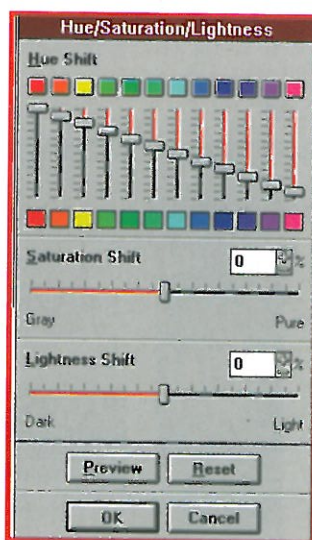 Hue/Saturation/Lightness
Hue Shift
Saturation Shift
0 %
Gray Pure
Lightness Shift
0 %
Dark Light
Preview Reset
OK Cancel